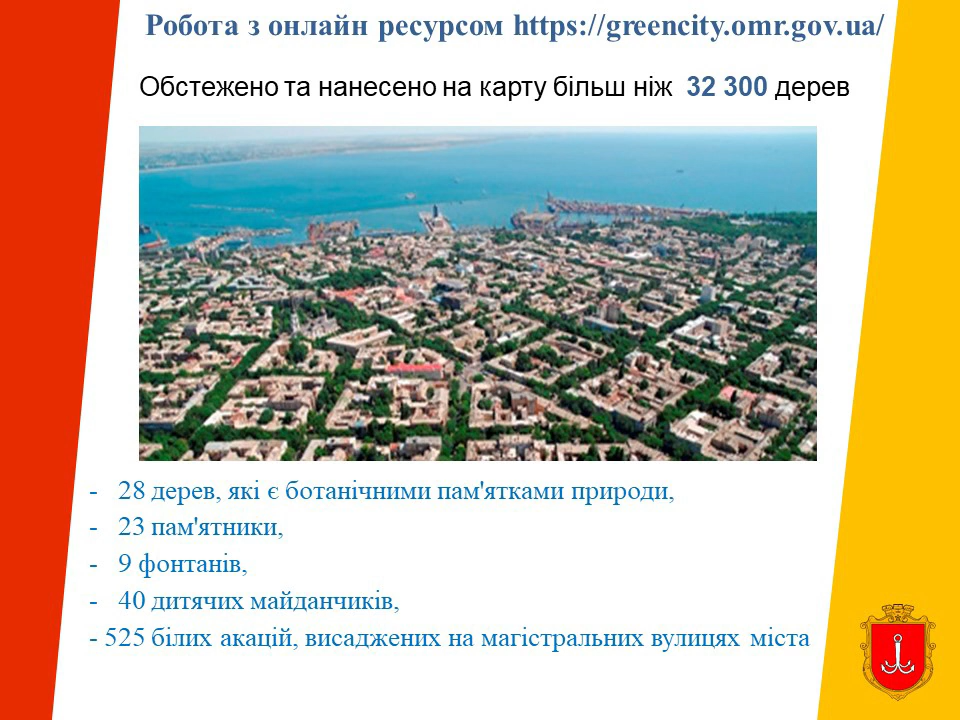 Робота з онлайн ресурсом https://greencity.omr.gov.ua/
Обстежено та нанесено на карту більш ніж 32 300 дерев
- 28 дерев, які є ботанічними пам'ятками природи,
- 23 пам'ятники,
- 9 фонтанів,
- 40 дитячих майданчиків,
- 525 білих акацій, висаджених на магістральних вулицях міста